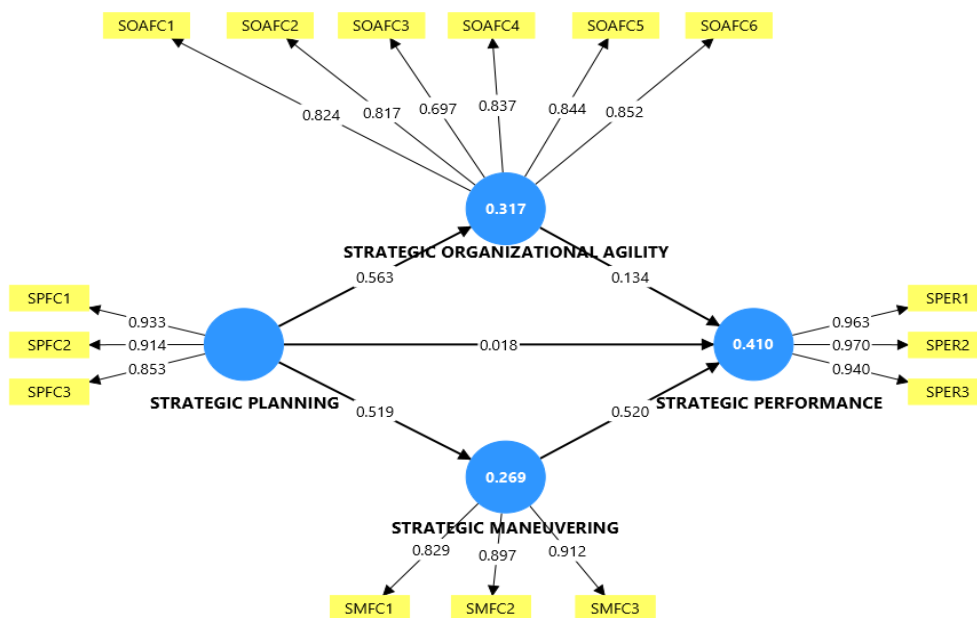 SOAFC1 SOAFC2 SOAFC3 SOAFC4 SOAFC5 SOAFC6
0.824 0.817 0.697 0.837 0.844 0.852
0.317
STRATEGIC ORGANIZATIONAL AGILITY
0.563 0.134
SPFC1 0.933 0.963 SPER1
SPFC2 0.914 0.018 0.410 0.970 SPER2
SPFC3 0.853 0.940 SPER3
STRATEGIC PLANNING STRATEGIC PERFORMANCE
0.519 0.520
0.269
STRATEGIC MANEUVERING
0.829 0.897 0.912
SMFC1 SMFC2 SMFC3